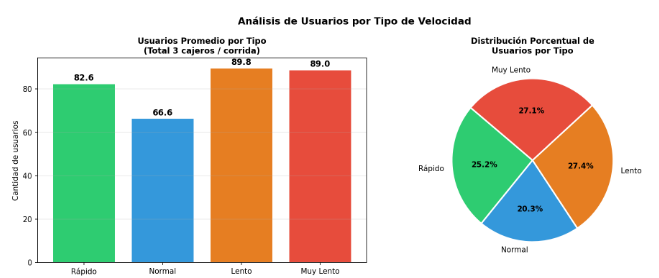 Análisis de Usuarios por Tipo de Velocidad
Usuarios Promedio por Tipo
(Total 3 cajeros / corrida)
Cantidad de usuarios
80
60
40
20
0
82.6
66.6
89.8
89.0
Rápido
Normal
Lento
Muy Lento
Distribución Porcentual de
Usuarios por Tipo
Muy Lento
27.1%
Rápido
25.2%
27.4%
Lento
20.3%
Normal